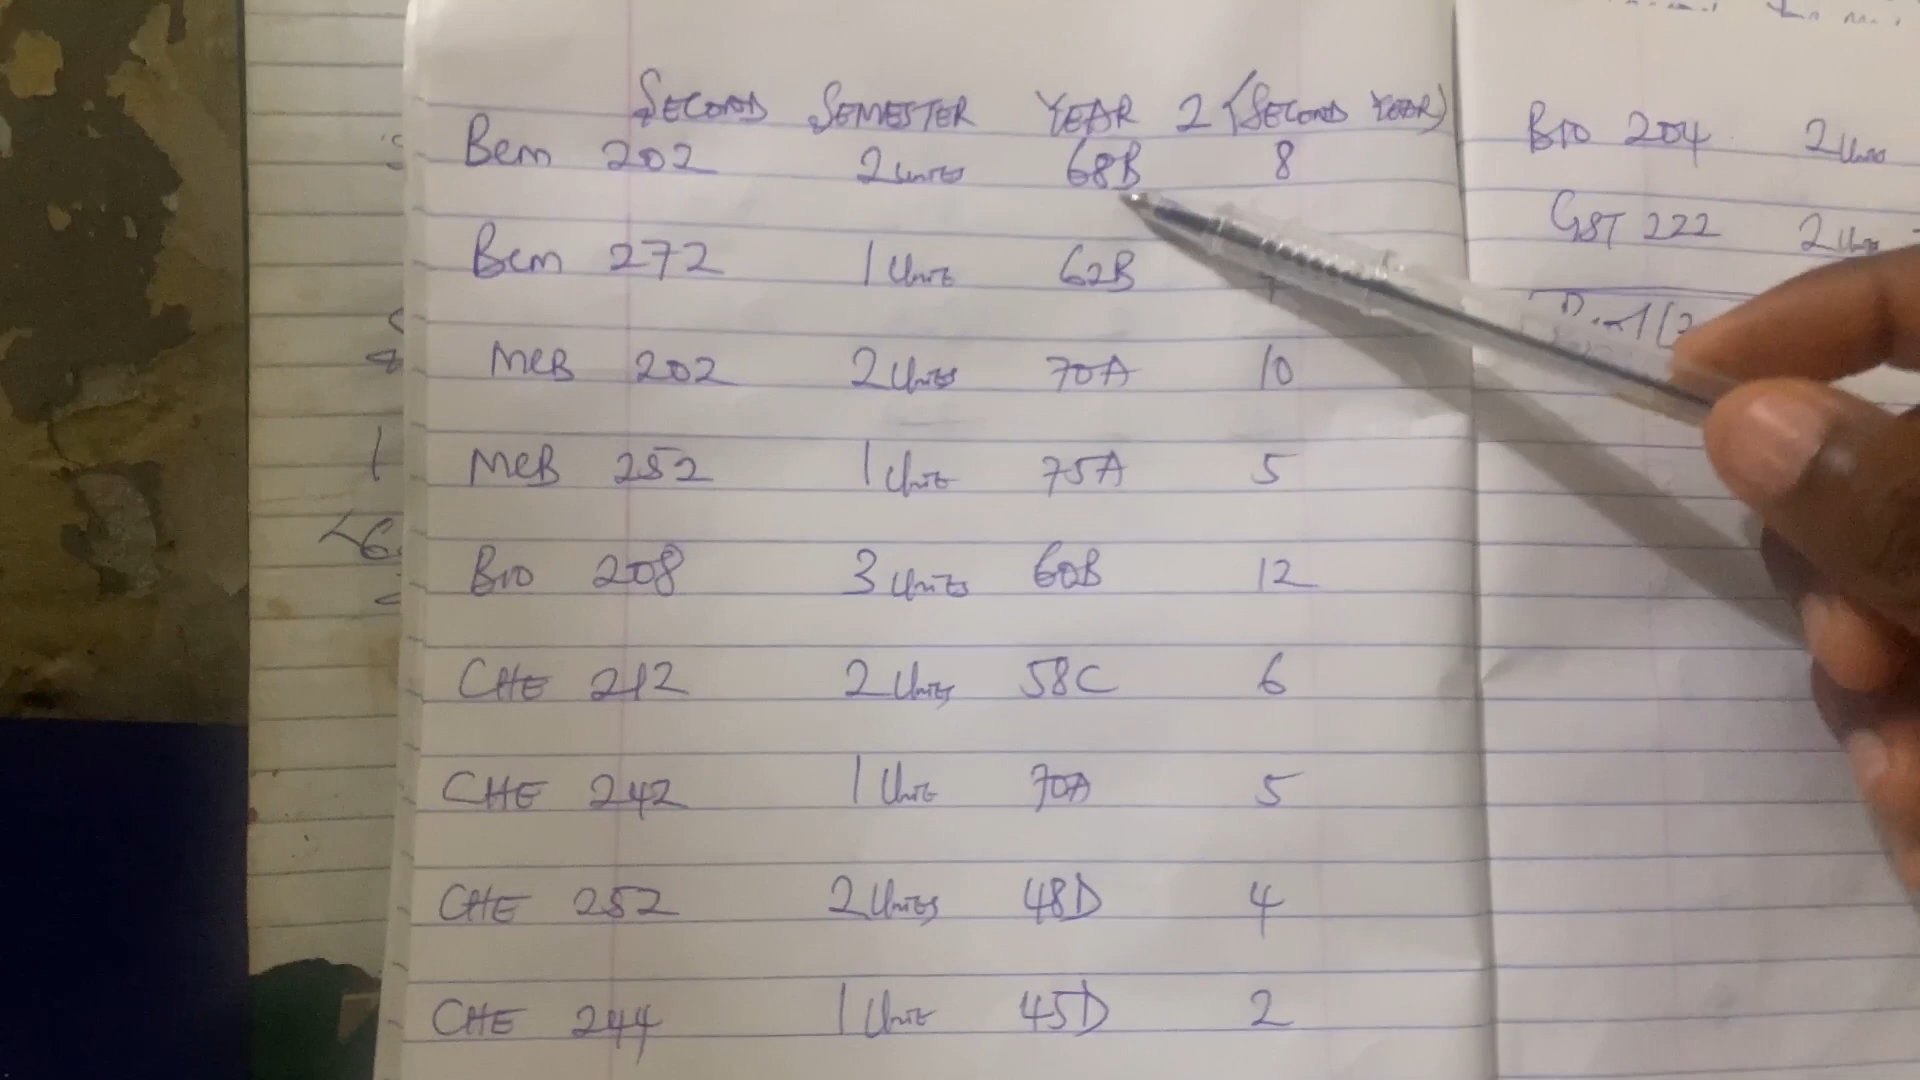 SECOND SEMESTER YEAR 2 (SECOND YEAR)
Bcm 202 2 units 68B 8
Bcm 272 1 Unit 62B
MCB 202 2 Units 70A 10
MCB 252 1 Unit 75A 5
BIO 208 3 Units 60B 12
CHE 212 2 Units 58C 6
CHE 242 1 Unit 70A 5
CHE 252 2 Units 48D 4
CHE 244 1 Unit 45D 2
BIO 204 2 Units
GST 222 2 Units